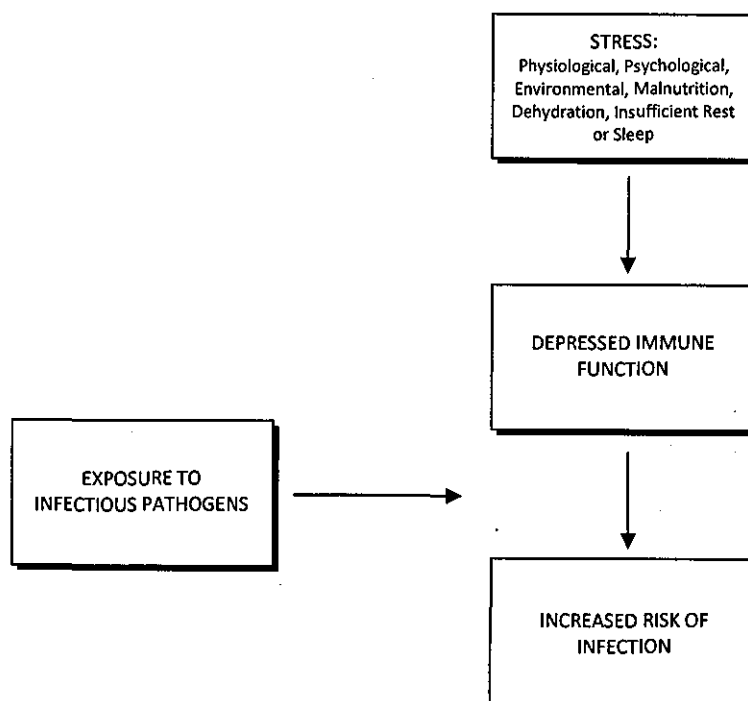 STRESS:
Physiological, Psychological,
Environmental, Malnutrition,
Dehydration, Insufficient Rest
or Sleep
DEPRESSED IMMUNE
FUNCTION
EXPOSURE TO
INFECTIOUS PATHOGENS
INCREASED RISK OF
INFECTION